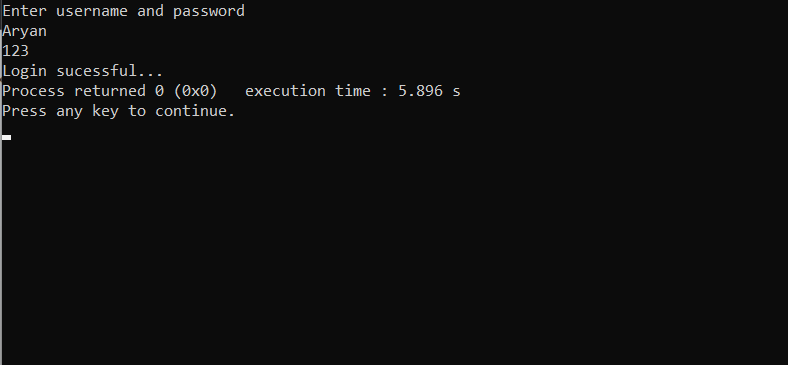 Enter username and password
Aryan
123
Login sucessful...
Process returned 0 (0x0)   execution time : 5.896 s
Press any key to continue.